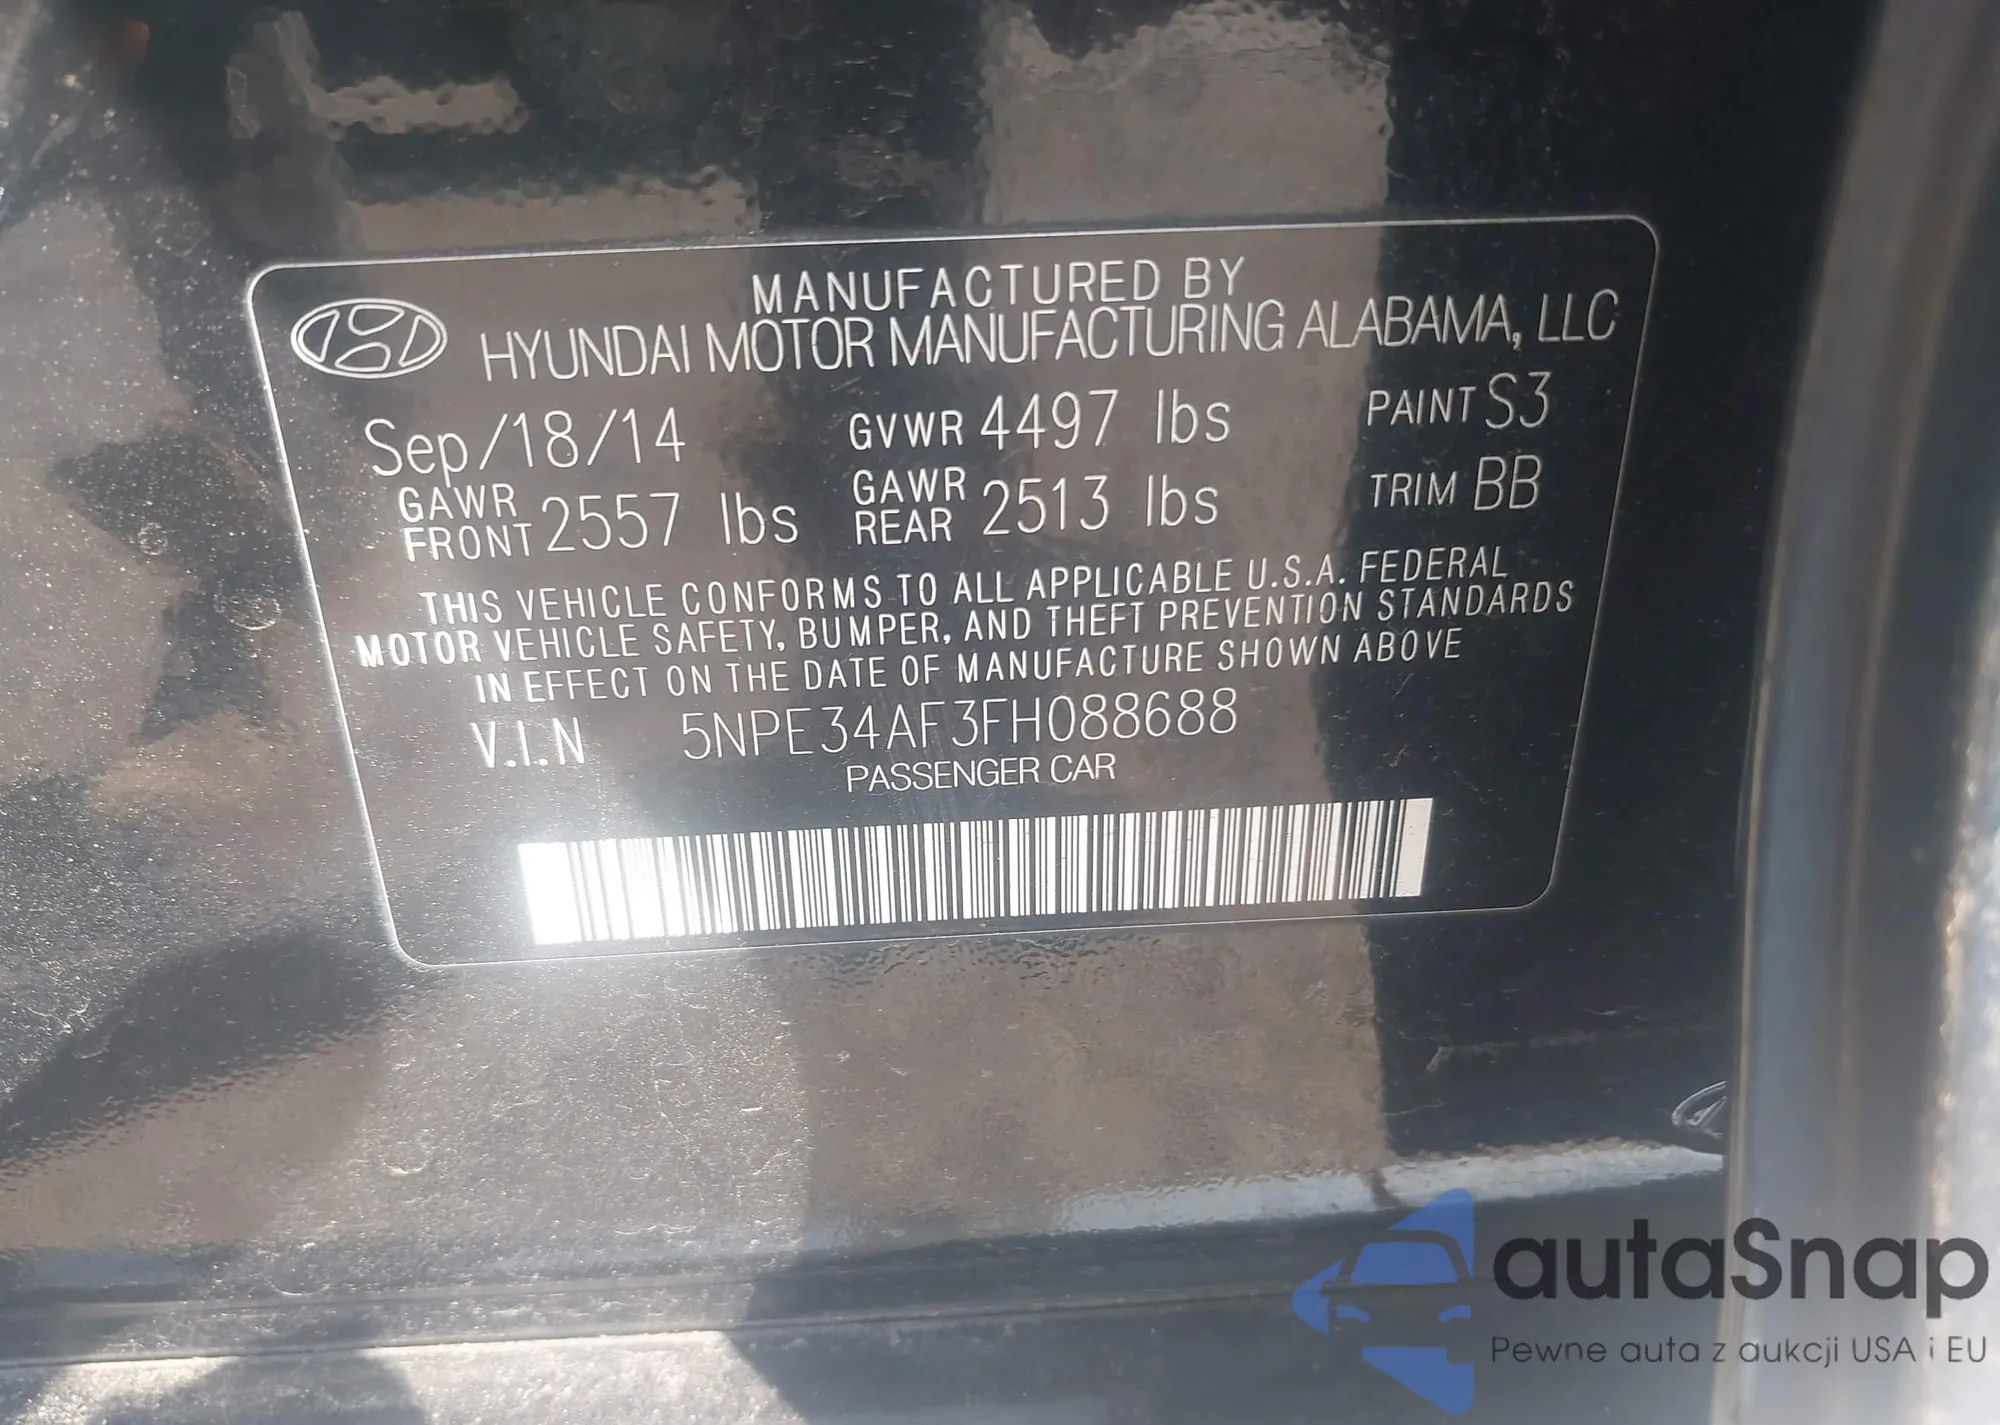 MANUFACTURED BY
HYUNDAI MOTOR MANUFACTURING ALABAMA, LLC
Sep/18/14 GVWR 4497 lbs PAINT S3
GAWR FRONT 2557 lbs GAWR REAR 2513 lbs TRIM BB
THIS VEHICLE CONFORMS TO ALL APPLICABLE U.S.A. FEDERAL
MOTOR VEHICLE SAFETY, BUMPER, AND THEFT PREVENTION STANDARDS
IN EFFECT ON THE DATE OF MANUFACTURE SHOWN ABOVE
V.I.N 5NPE34AF3FH088688
PASSENGER CAR
autaSnap
Pewne auta z aukcji USA i EU